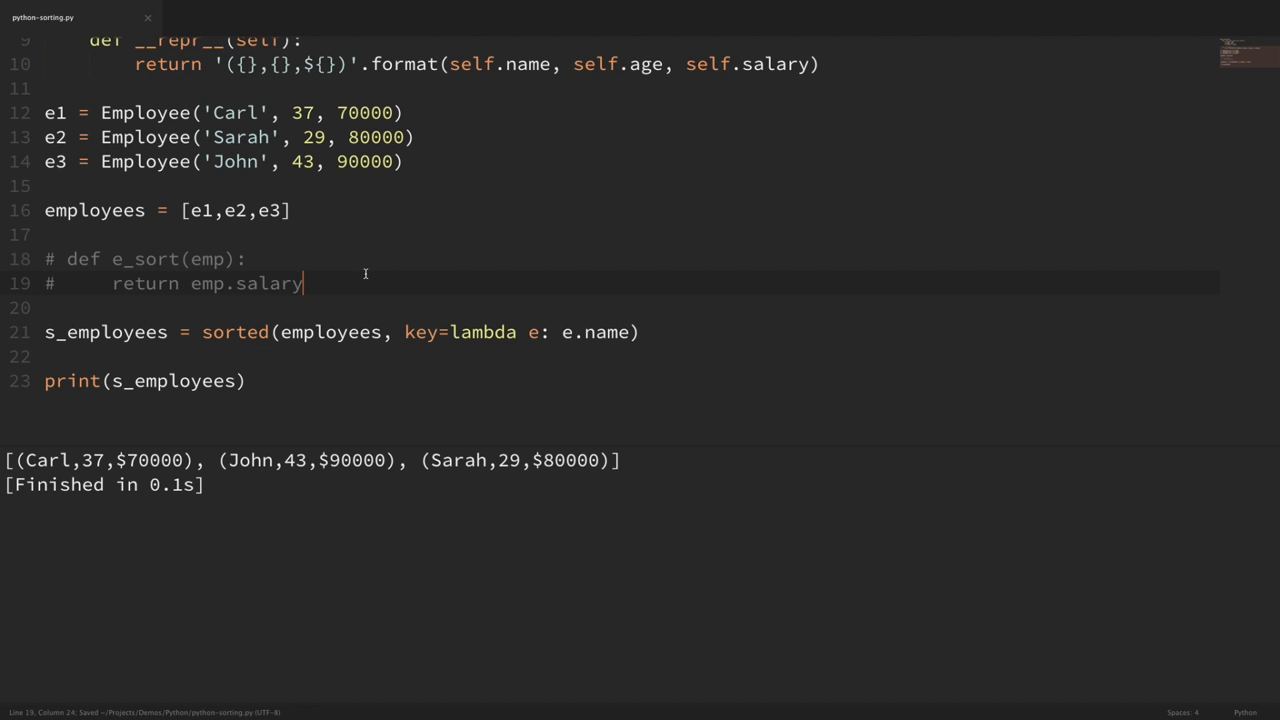 python-sorting.py ×
9     def __repr__(self):
10         return '({},{},${})'.format(self.name, self.age, self.salary)
11
12 e1 = Employee('Carl', 37, 70000)
13 e2 = Employee('Sarah', 29, 80000)
14 e3 = Employee('John', 43, 90000)
15
16 employees = [e1,e2,e3]
17
18 # def e_sort(emp):
19 #     return emp.salary
20
21 s_employees = sorted(employees, key=lambda e: e.name)
22
23 print(s_employees)
[(Carl,37,$70000), (John,43,$90000), (Sarah,29,$80000)]
[Finished in 0.1s]
Line 19, Column 24; Saved ~/Projects/Demos/Python/python-sorting.py (UTF-8) Spaces: 4 Python